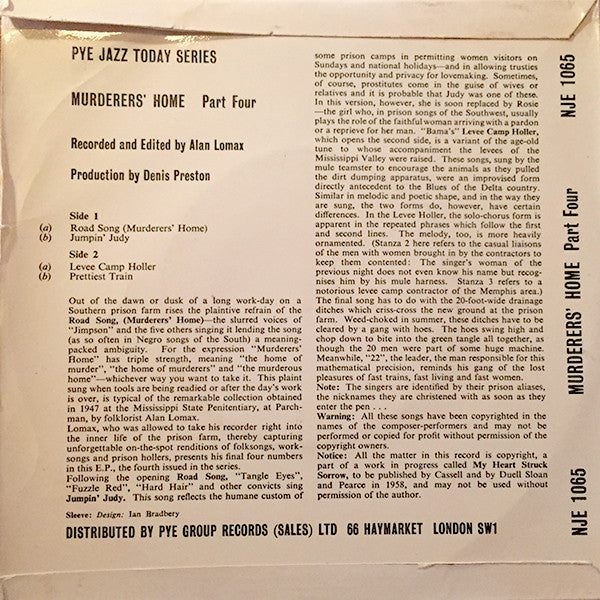 PYE JAZZ TODAY SERIES
MURDERERS' HOME Part Four
Recorded and Edited by Alan Lomax
Production by Denis Preston
Side 1
(a) Road Song (Murderers' Home)
(b) Jumpin' Judy
Side 2
(a) Levee Camp Holler
(b) Prettiest Train
Out of the dawn or dusk of a long work-day on a
Southern prison farm rises the plaintive refrain of the
Road Song, (Murderers' Home)—the slurred voices of
"Jimpson" and the five others singing it lending the song
(as so often in Negro songs of the South) a meaning-
packed ambiguity. For the expression "Murderers'
Home" has triple strength, meaning "the home of
murder", "the home of murderers" and "the murderous
home"—whichever way you want to take it. This plaint
sung when tools are being readied or after the day's work
is over, is typical of the remarkable collection obtained
in 1947 at the Mississippi State Penitentiary, at Parch-
man, by folklorist Alan Lomax.
Lomax, who was allowed to take his recorder right into
the inner life of the prison farm, thereby capturing
unforgettable on-the-spot renditions of folksongs, work-
songs and prison hollers, presents his final four numbers
in this E.P., the fourth issued in the series.
Following the opening Road Song, "Tangle Eyes",
"Fuzzle Red", "Hard Hair" and other convicts sing
Jumpin' Judy. This song reflects the humane custom of
some prison camps in permitting women visitors on
Sundays and national holidays—and in allowing trusties
the opportunity and privacy for lovemaking. Sometimes,
of course, prostitutes come in the guise of wives or
relatives and it is probable that Judy was one of these.
In this version, however, she is soon replaced by Rosie
—the girl who, in prison songs of the Southwest, usually
plays the role of the faithful woman arriving with a pardon
or a reprieve for her man. "Bama's" Levee Camp Holler,
which opens the second side, is a variant of the age-old
tune to whose accompaniment the levees of the
Mississippi Valley were raised. These songs, sung by the
mule teamster to encourage the animals as they pulled
the dirt dumping apparatus, were an improvised form
directly antecedent to the Blues of the Delta country.
Similar in melodic and poetic shape, and in the way they
are sung, the two forms do, however, have certain
differences. In the Levee Holler, the solo-chorus form is
apparent in the repeated phrases which follow the first
and second lines. The melody, too, is more heavily
ornamented. (Stanza 2 here refers to the casual liaisons
of the men with women brought in by the contractors to
keep them contented: The singer's woman of the
previous night does not even know his name but recog-
nises him by his mule harness. Stanza 3 refers to a
notorious levee camp contractor of the Memphis area.)
The final song has to do with the 20-foot-wide drainage
ditches which criss-cross the new ground at the prison
farm. Weed-choked in summer, these ditches have to be
cleared by a gang with hoes. The hoes swing high and
chop down to bite into the green tangle all together, as
though the 20 men were part of some huge machine.
Meanwhile, "22", the leader, the man responsible for this
mathematical precision, reminds his gang of the lost
pleasures of fast trains, fast living and fast women.
Note: The singers are identified by their prison aliases,
the nicknames they are christened with as soon as they
enter the pen . . .
Warning: All these songs have been copyrighted in the
names of the composer-performers and may not be
performed or copied for profit without permission of the
copyright owners.
Notice: All the matter in this record is copyright, a
part of a work in progress called My Heart Struck
Sorrow, to be published by Cassell and by Duell Sloan
and Pearce in 1958, and may not be used without
permission of the author.
Sleeve: Design: Ian Bradbery
DISTRIBUTED BY PYE GROUP RECORDS (SALES) LTD 66 HAYMARKET LONDON SW1
NJE 1065
MURDERERS' HOME Part Four
NJE 1065